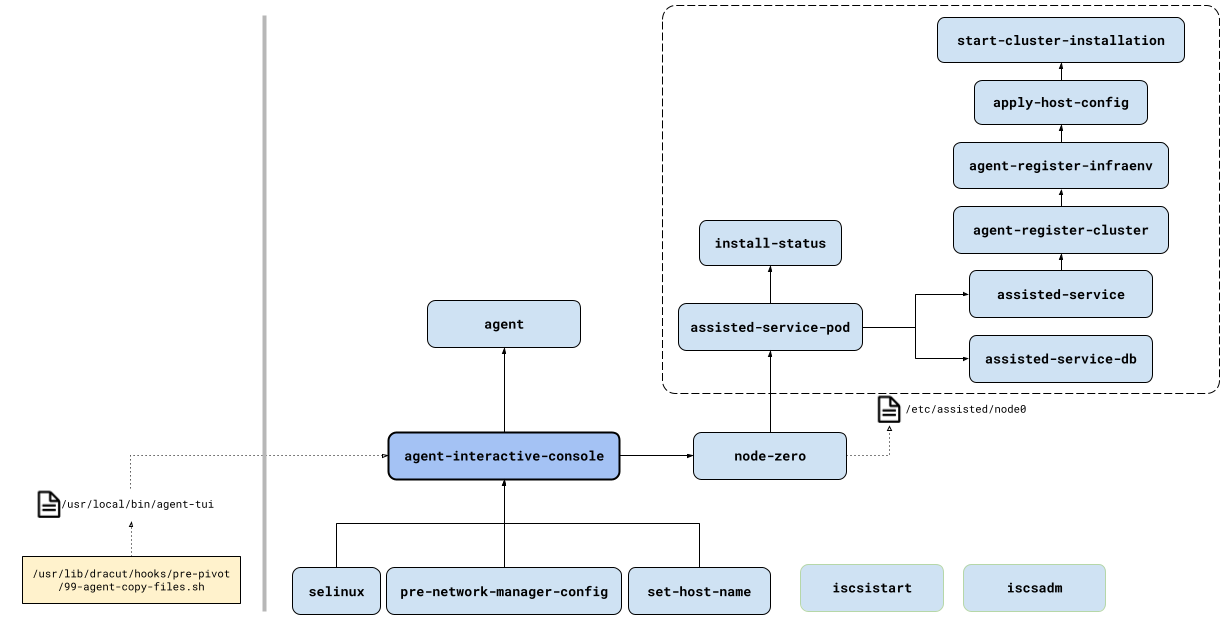 start-cluster-installation
apply-host-config
agent-register-infraenv
agent-register-cluster
install-status
assisted-service
agent
assisted-service-pod
assisted-service-db
/etc/assisted/node0
agent-interactive-console
node-zero
/usr/local/bin/agent-tui
/usr/lib/dracut/hooks/pre-pivot
/99-agent-copy-files.sh
selinux
pre-network-manager-config
set-host-name
iscsistart
iscsadm